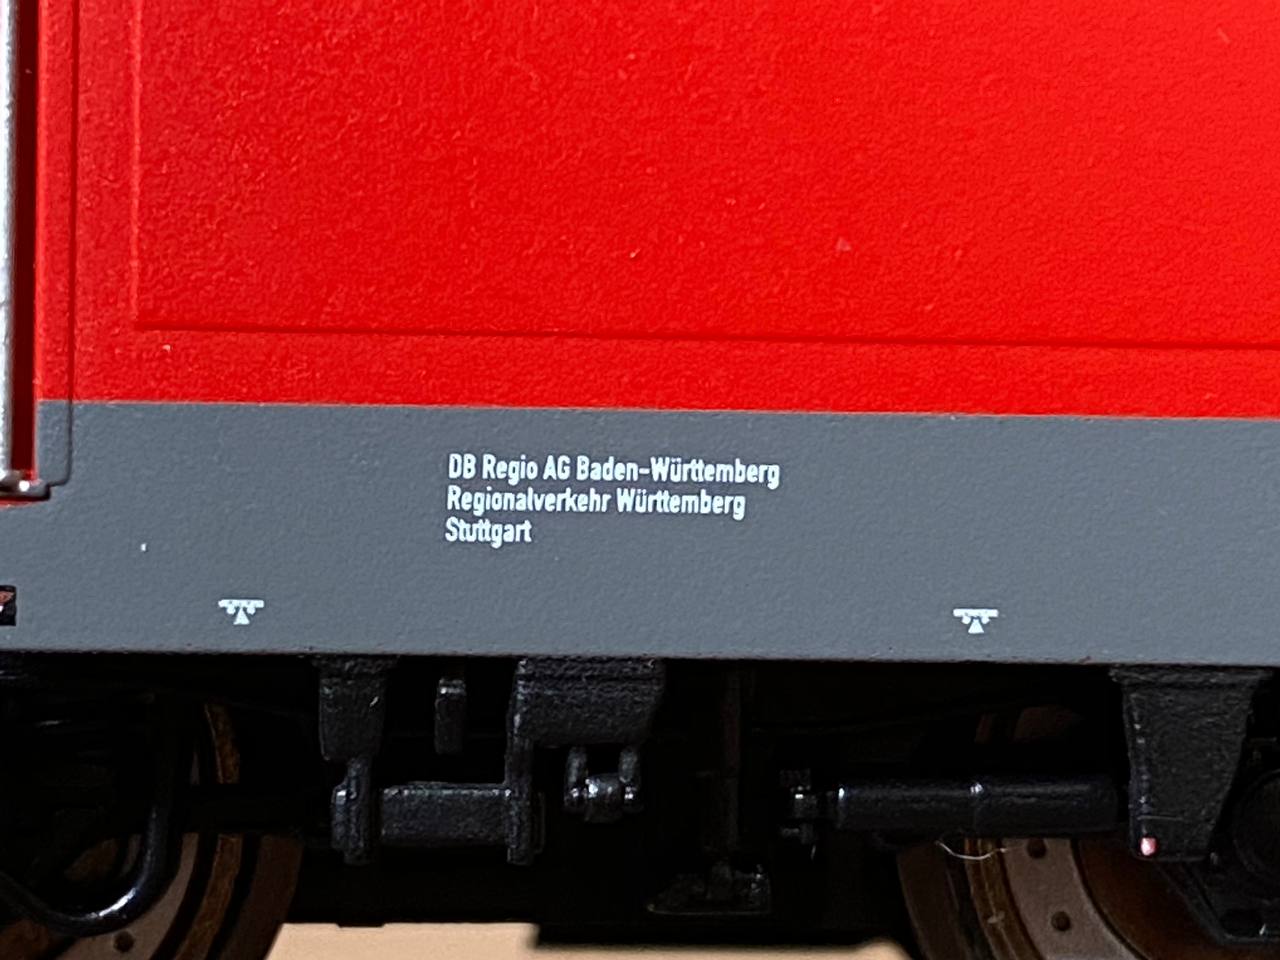 DB Regio AG Baden-Württemberg
Regionalverkehr Württemberg
Stuttgart